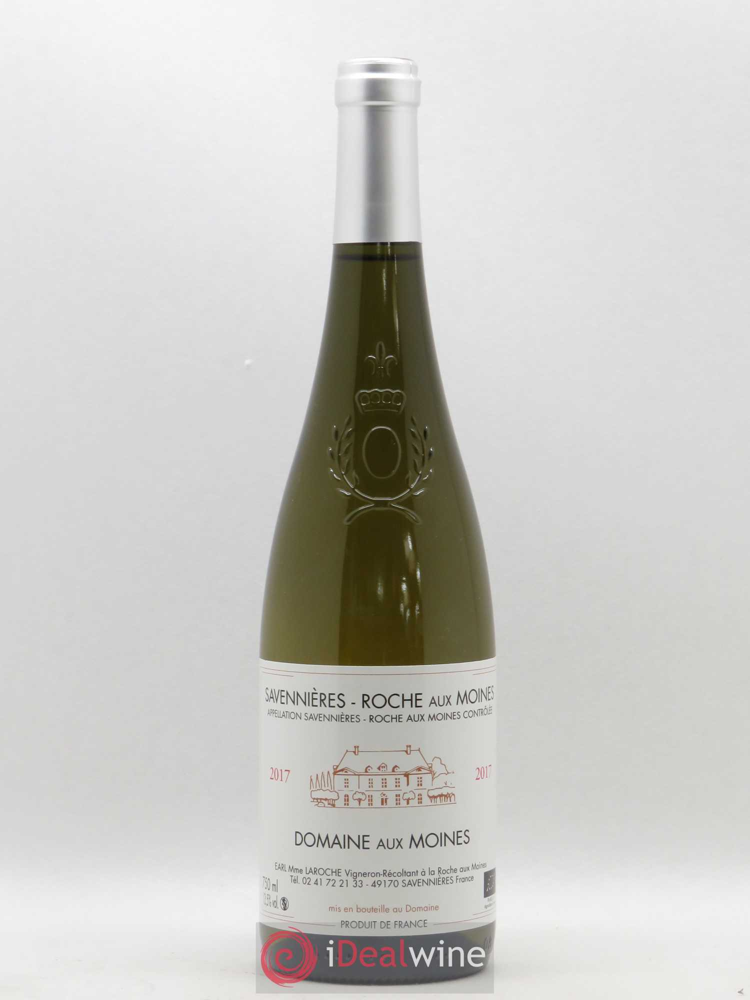 SAVENNIÈRES - ROCHE AUX MOINES
APPELLATION SAVENNIÈRES - ROCHE AUX MOINES CONTRÔLÉE
2017
2017
DOMAINE AUX MOINES
EARL Mme LAROCHE Vigneron-Récoltant à la Roche aux Moines
Tél. 02 41 72 21 33 - 49170 SAVENNIÈRES France
750 ml
13,5% vol.
mis en bouteille au Domaine
PRODUIT DE FRANCE
iDealwine